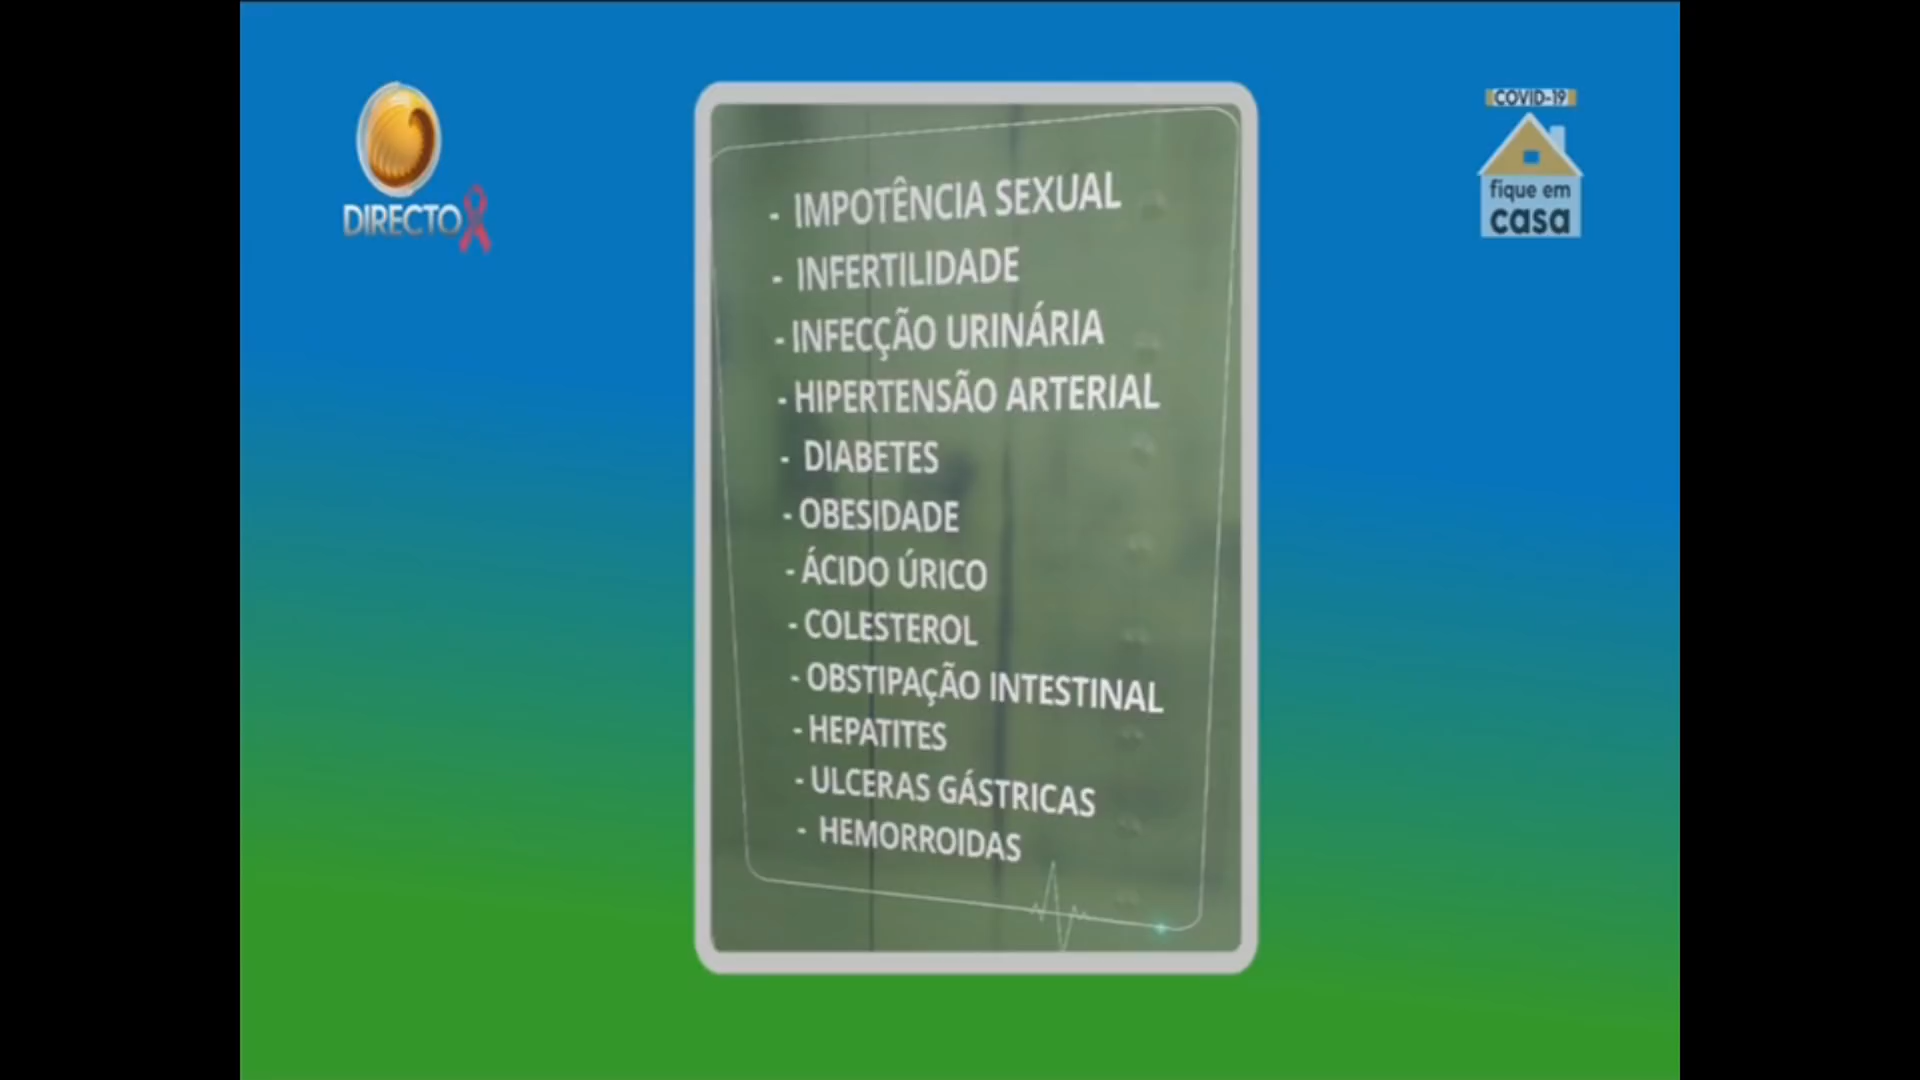 DIRECTO
COVID-19
fique em
casa
- IMPOTÊNCIA SEXUAL
- INFERTILIDADE
- INFECÇÃO URINÁRIA
- HIPERTENSÃO ARTERIAL
- DIABETES
- OBESIDADE
- ÁCIDO ÚRICO
- COLESTEROL
- OBSTIPAÇÃO INTESTINAL
- HEPATITES
- ULCERAS GÁSTRICAS
- HEMORROIDAS